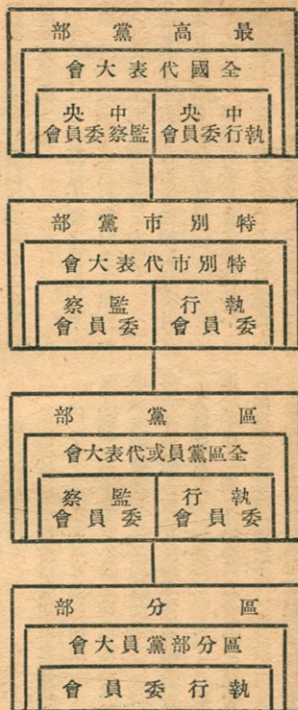 最高黨部
全國代表大會
中央
執行委員會
中央
監察委員會
特別市黨部
特別市代表大會
執行
委員會
監察
委員會
區黨部
全區黨員或代表大會
執行
委員會
監察
委員會
區分部
區分部黨員大會
執行委員會